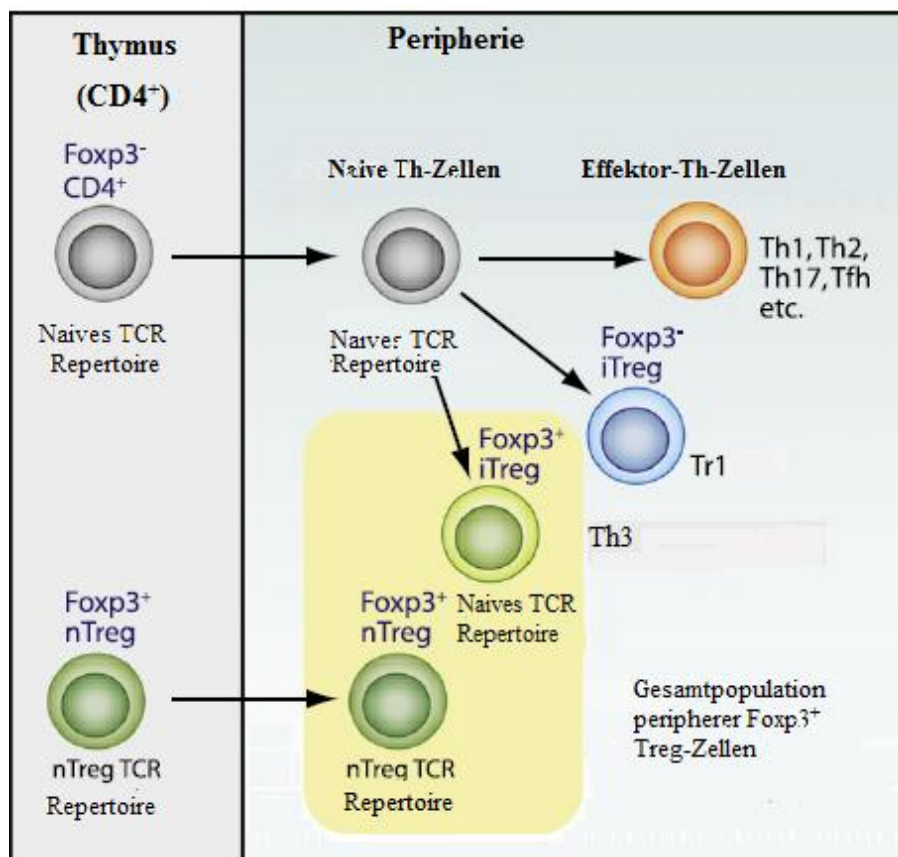 Thymus
(CD4⁺)
Peripherie
Foxp3⁻
CD4⁺
Naives TCR
Repertoire
Naive Th-Zellen
Naiver TCR
Repertoire
Effektor-Th-Zellen
Th1, Th2,
Th17, Tfh
etc.
Foxp3⁻
iTreg
Tr1
Foxp3⁺
iTreg
Th3
Naives TCR
Repertoire
Foxp3⁺
nTreg
nTreg TCR
Repertoire
Foxp3⁺
nTreg
nTreg TCR
Repertoire
Gesamtpopulation
peripherer Foxp3⁺
Treg-Zellen